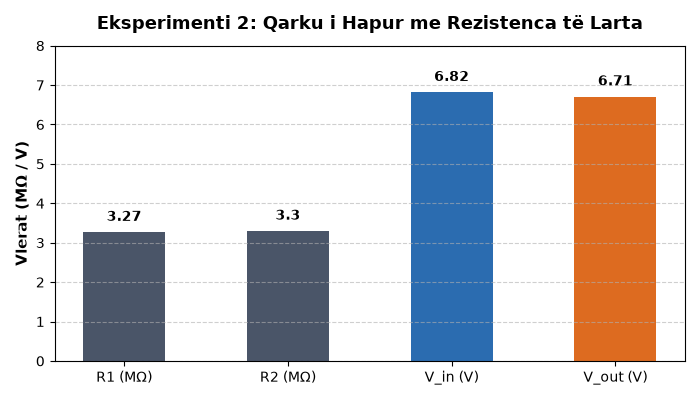 Eksperimenti 2: Qarku i Hapur me Rezistenca të Larta
Vlerat (MΩ / V)
8
7
6
5
4
3
2
1
0
3.27
3.3
6.82
6.71
R1 (MΩ)
R2 (MΩ)
V_in (V)
V_out (V)